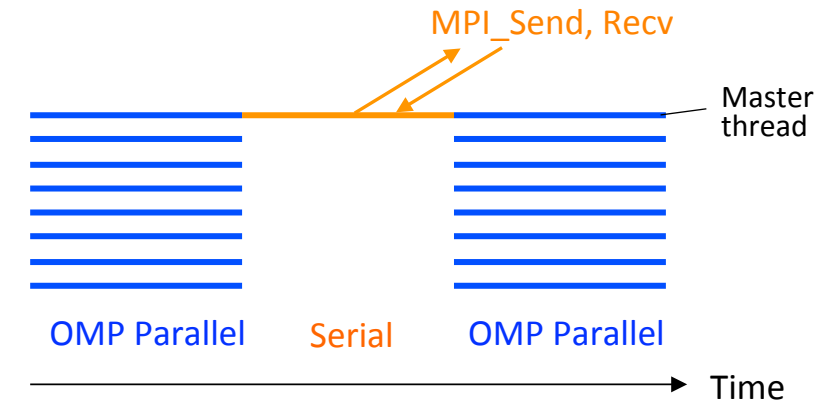 MPI_Send, Recv
Master
thread
OMP Parallel
Serial
OMP Parallel
Time